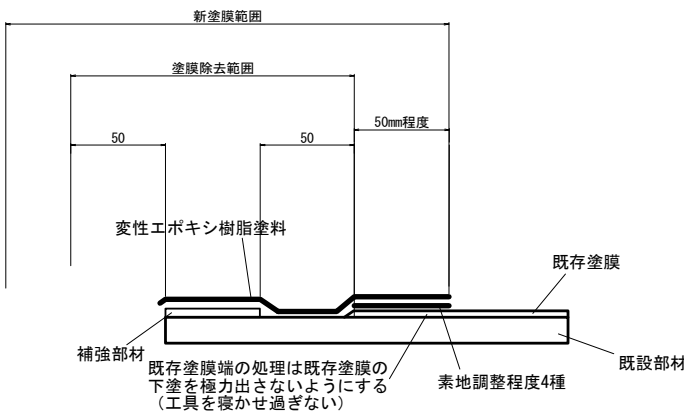 新塗膜範囲
塗膜除去範囲
50
50
50mm程度
変性エポキシ樹脂塗料
既存塗膜
補強部材
既存塗膜端の処理は既存塗膜の
下塗を極力出さないようにする
（工具を寝かせ過ぎない）
素地調整程度4種
既設部材